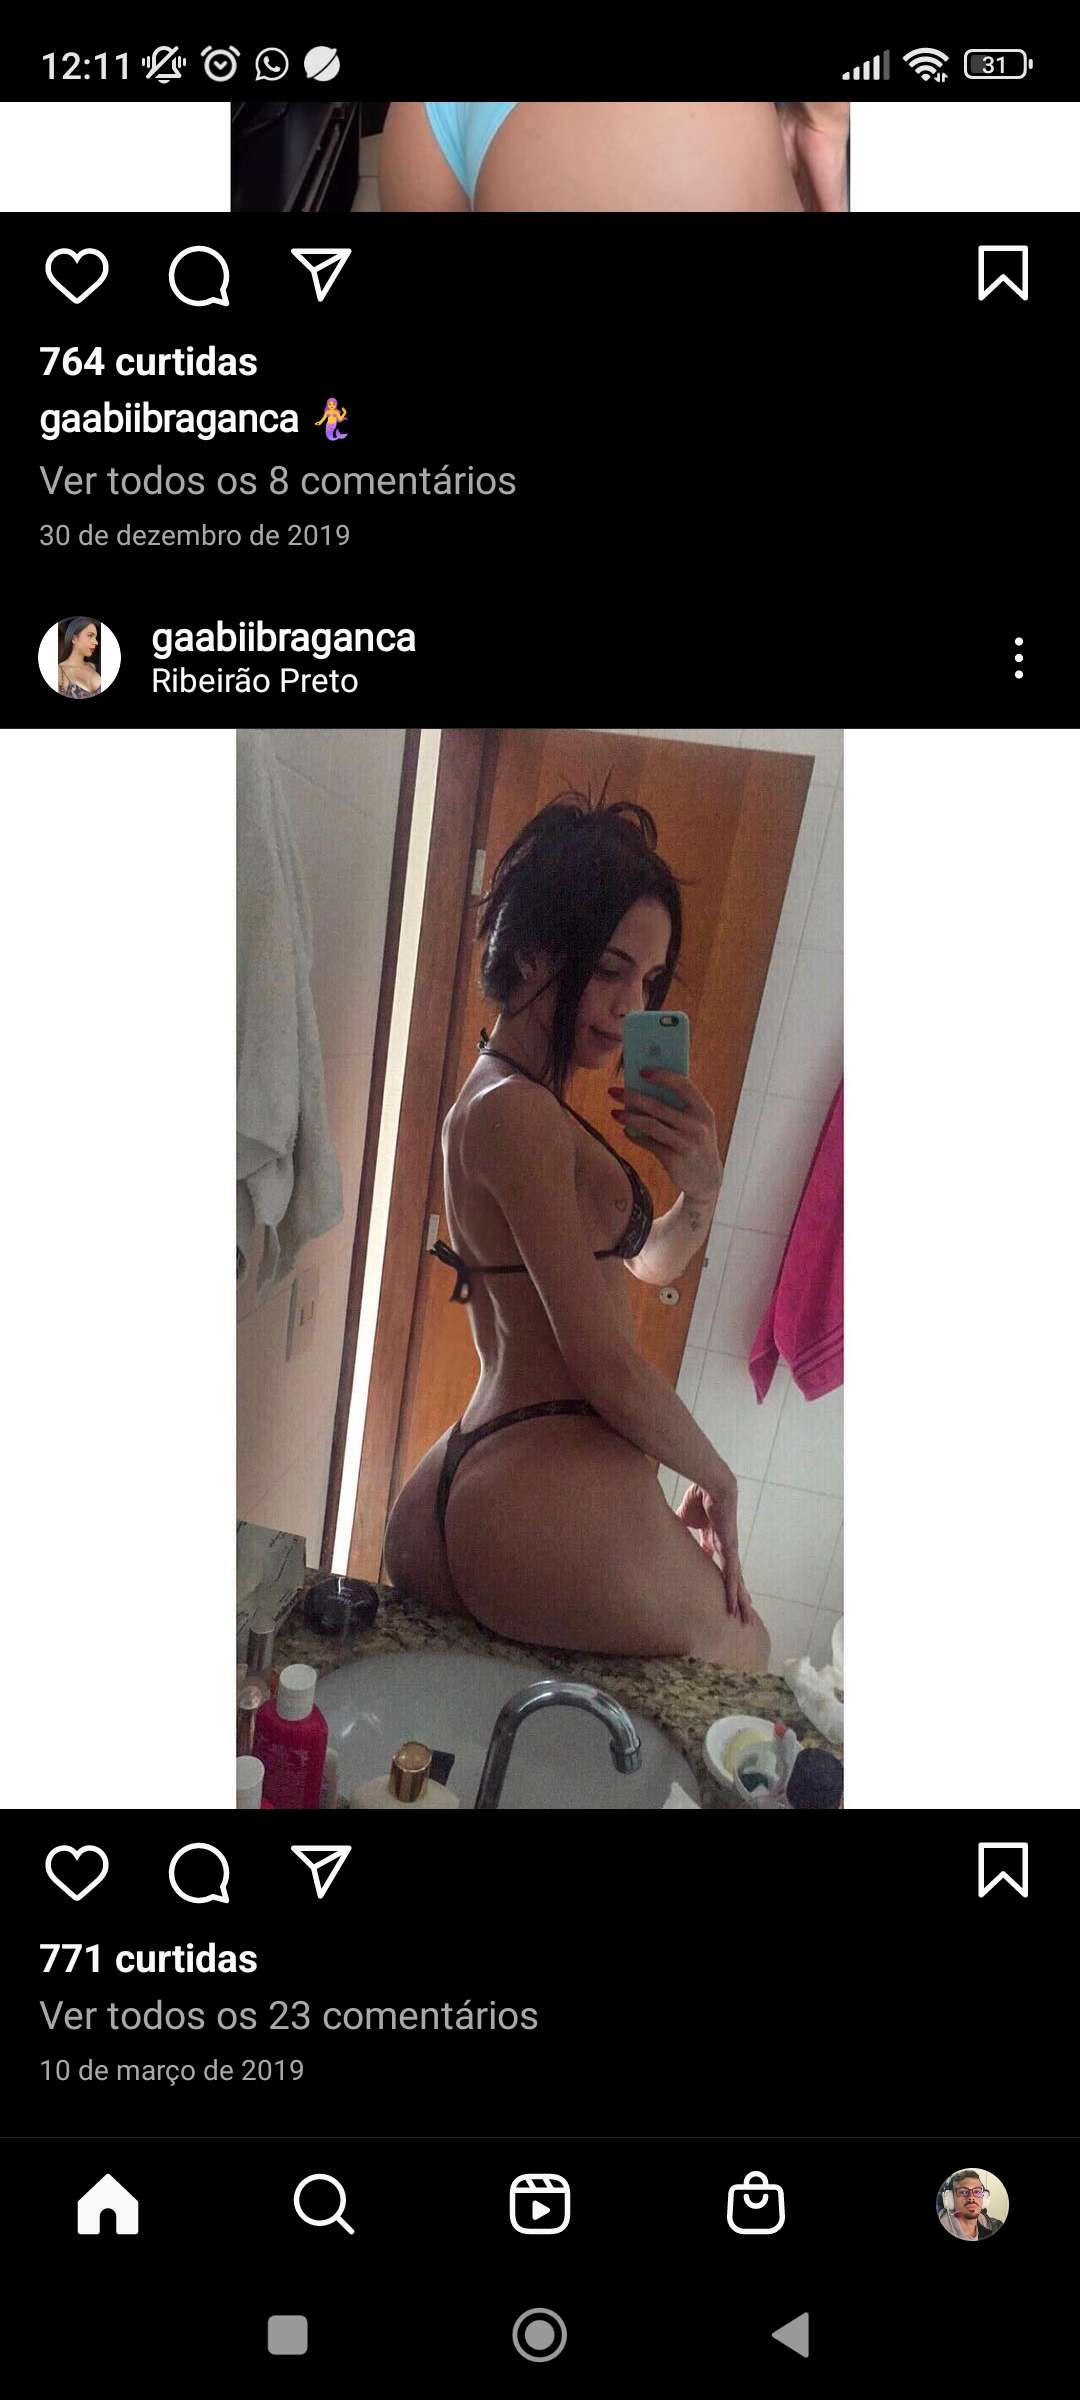 12:11
31
764 curtidas
gaabiibraganca 🧜‍♀️
Ver todos os 8 comentários
30 de dezembro de 2019
gaabiibraganca
Ribeirão Preto
771 curtidas
Ver todos os 23 comentários
10 de março de 2019